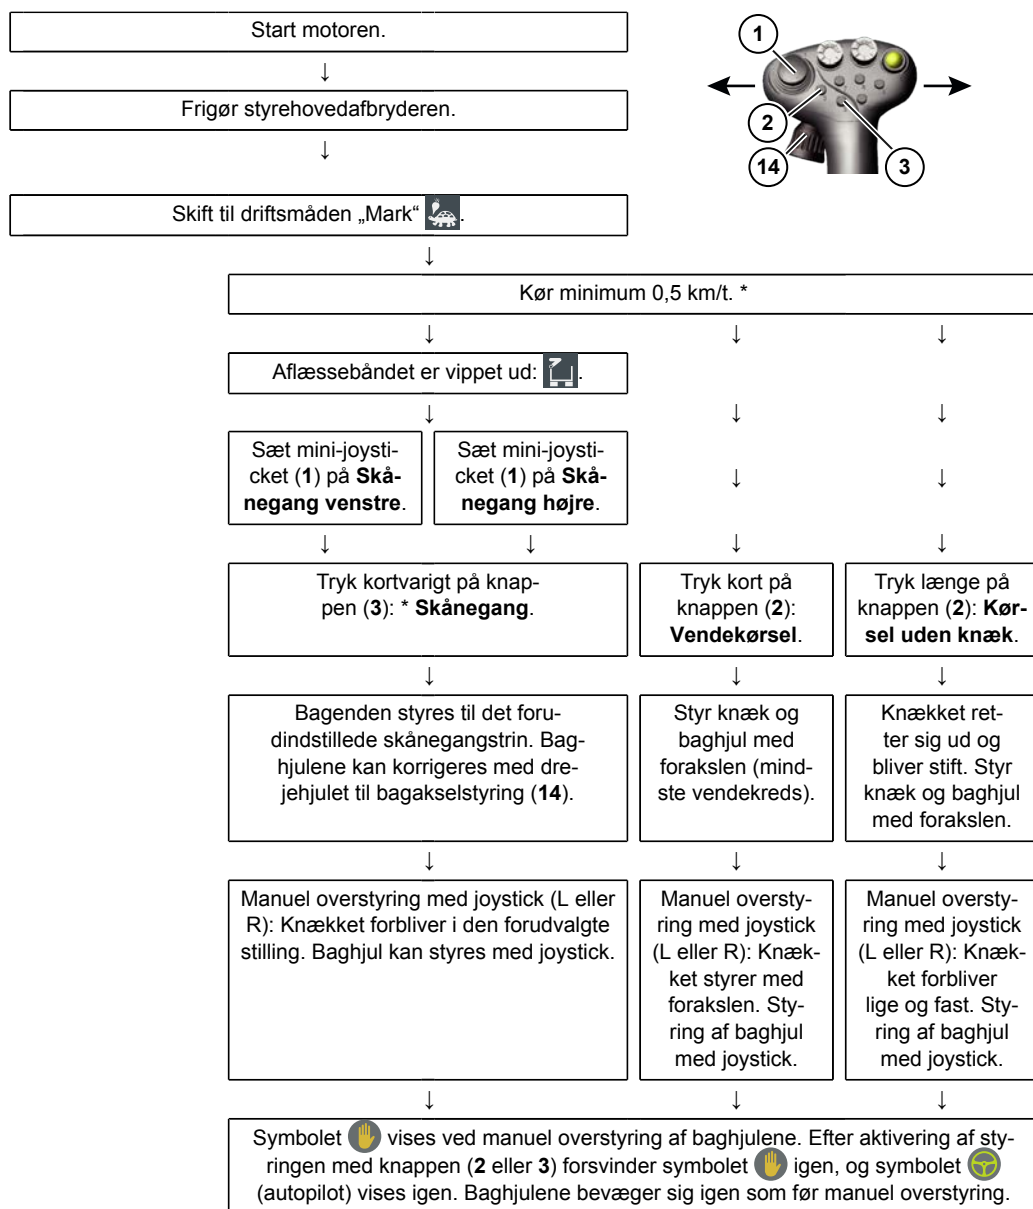 Start motoren.
↓
Frigør styrehovedafbryderen.
↓
Skift til driftsmåden „Mark“ .
↓
Kør minimum 0,5 km/t. *
↓ ↓ ↓
Aflæssebåndet er vippet ud: .
↓ ↓ ↓
Sæt mini-joysti-
cket (1) på Skå-
negang venstre.
Sæt mini-joysti-
cket (1) på Skå-
negang højre.
↓ ↓
↓ ↓ ↓ ↓
Tryk kortvarigt på knap-
pen (3): * Skånegang.
Tryk kort på
knappen (2):
Vendekørsel.
Tryk længe på
knappen (2): Kør-
sel uden knæk.
↓ ↓ ↓
Bagenden styres til det foru-
dindstillede skånegangstrin. Bag-
hjulene kan korrigeres med dre-
jehjulet til bagakselstyring (14).
Styr knæk og
baghjul med
forakslen (mind-
ste vendekreds).
Knækket ret-
ter sig ud og
bliver stift. Styr
knæk og baghjul
med forakslen.
↓ ↓ ↓
Manuel overstyring med joystick (L eller
R): Knækket forbliver i den forudvalgte
stilling. Baghjul kan styres med joystick.
Manuel oversty-
ring med joystick
(L eller R): Knæk-
ket styrer med
forakslen. Sty-
ring af baghjul
med joystick.
Manuel oversty-
ring med joystick
(L eller R): Knæk-
ket forbliver
lige og fast. Sty-
ring af baghjul
med joystick.
↓ ↓ ↓
Symbolet vises ved manuel overstyring af baghjulene. Efter aktivering af sty-
ringen med knappen (2 eller 3) forsvinder symbolet igen, og symbolet
(autopilot) vises igen. Baghjulene bevæger sig igen som før manuel overstyring.
1
2
14
3